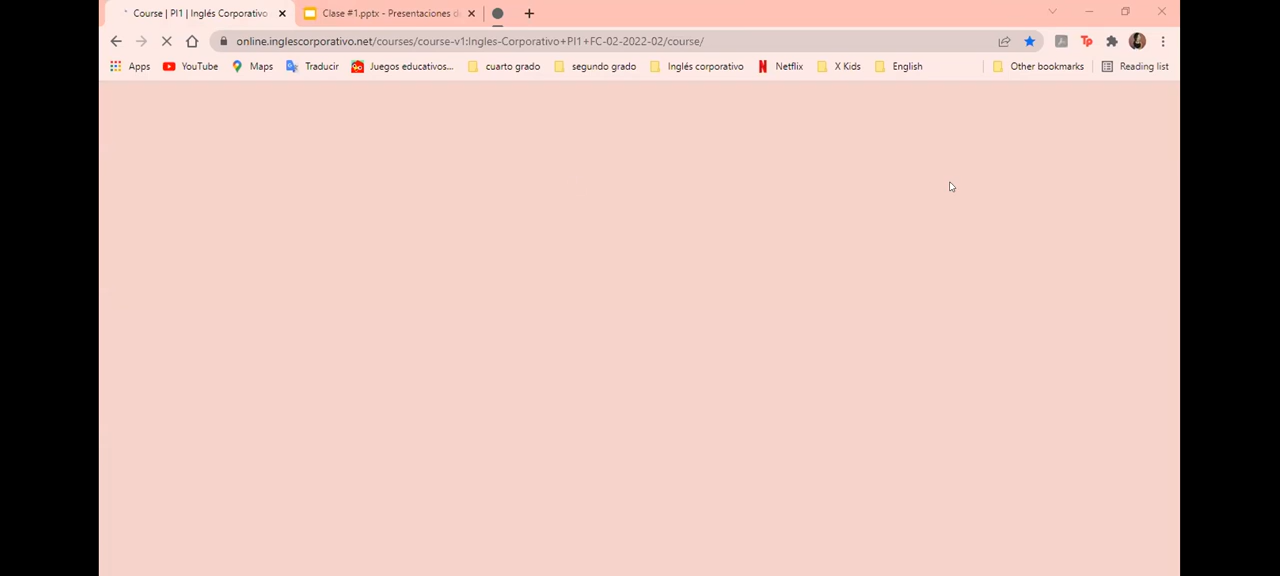 Course | PI1 | Inglés Corporativo
Clase #1.pptx - Presentaciones d
online.inglescorporativo.net/courses/course-v1:Ingles-Corporativo+PI1+FC-02-2022-02/course/
Tp
Apps YouTube Maps Traducir Juegos educativos... cuarto grado segundo grado Inglés corporativo Netflix X Kids English Other bookmarks Reading list